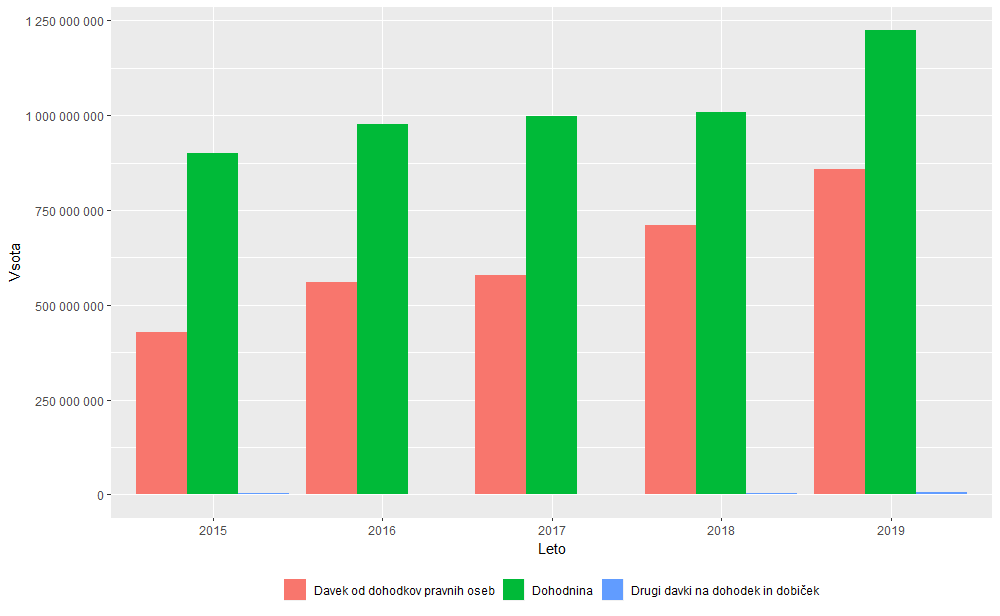 1 250 000 000
1 000 000 000
750 000 000
500 000 000
250 000 000
0
Vsota
2015 2016 2017 2018 2019
Leto
Davek od dohodkov pravnih oseb Dohodnina Drugi davki na dohodek in dobiček